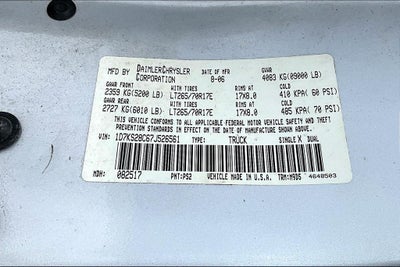 MFD BY DAIMLERCHRYSLER CORPORATION DATE OF MFR 8-06 GVWR 4083 KG(09000 LB)
GAWR FRONT WITH TIRES RIMS AT COLD
2359 KG(5200 LB) LT265/70R17E 17X8.0 410 KPA( 60 PSI)
GAWR REAR WITH TIRES RIMS AT COLD
2727 KG(6010 LB) LT265/70R17E 17X8.0 485 KPA( 70 PSI)
THIS VEHICLE CONFORMS TO ALL APPLICABLE FEDERAL MOTOR VEHICLE SAFETY AND THEFT
PREVENTION STANDARDS IN EFFECT ON THE DATE OF MANUFACTURE SHOWN ABOVE.
VIN: 1D7KS28C67J526561 TYPE: TRUCK SINGLE X DUAL
MDH: 082517 PNT:PS2 VEHICLE MADE IN U.S.A. TRM:M9D5 4648503